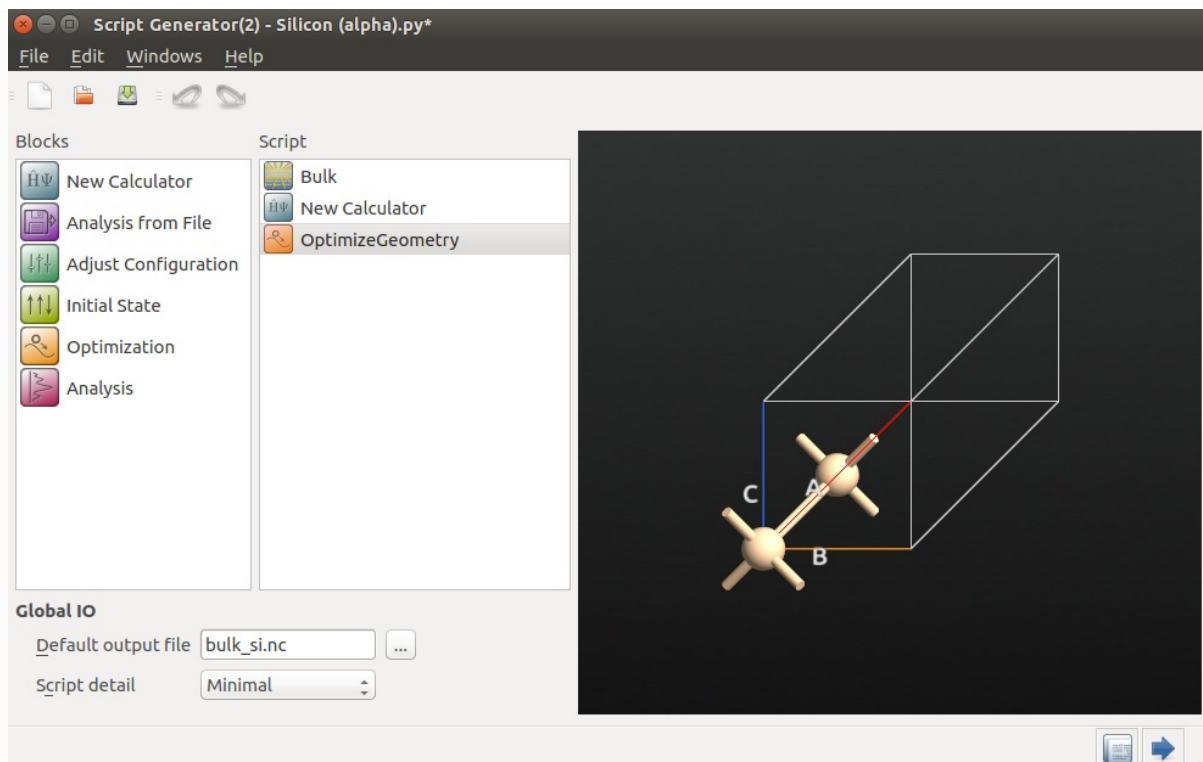 Script Generator(2) - Silicon (alpha).py*
File Edit Windows Help
Blocks
New Calculator
Analysis from File
Adjust Configuration
Initial State
Optimization
Analysis
Script
Bulk
New Calculator
OptimizeGeometry
Global IO
Default output file bulk_si.nc ...
Script detail Minimal
C
A
B